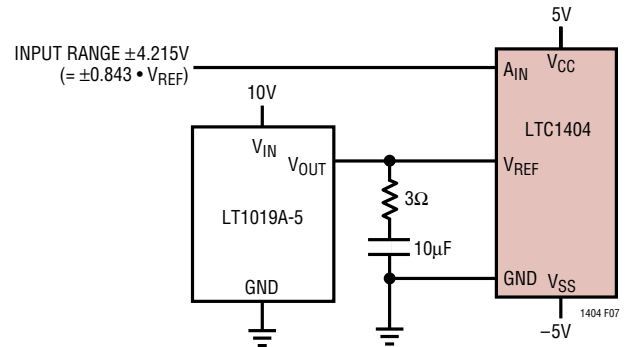 5V
INPUT RANGE ±4.215V
(= ±0.843 • VREF)
AIN
VCC
10V
LTC1404
VIN
VOUT
VREF
3Ω
LT1019A-5
10µF
GND
GND
VSS
1404 F07
–5V